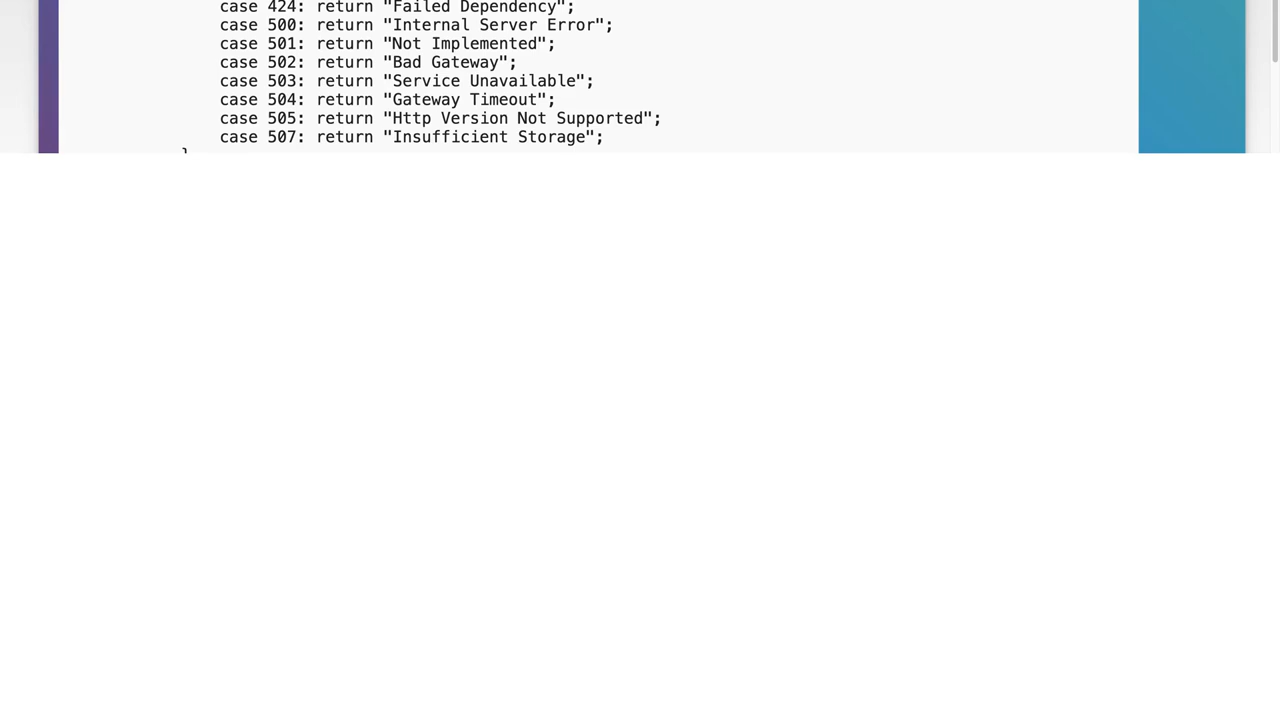 case 424: return "Failed Dependency";
case 500: return "Internal Server Error";
case 501: return "Not Implemented";
case 502: return "Bad Gateway";
case 503: return "Service Unavailable";
case 504: return "Gateway Timeout";
case 505: return "Http Version Not Supported";
case 507: return "Insufficient Storage";
}